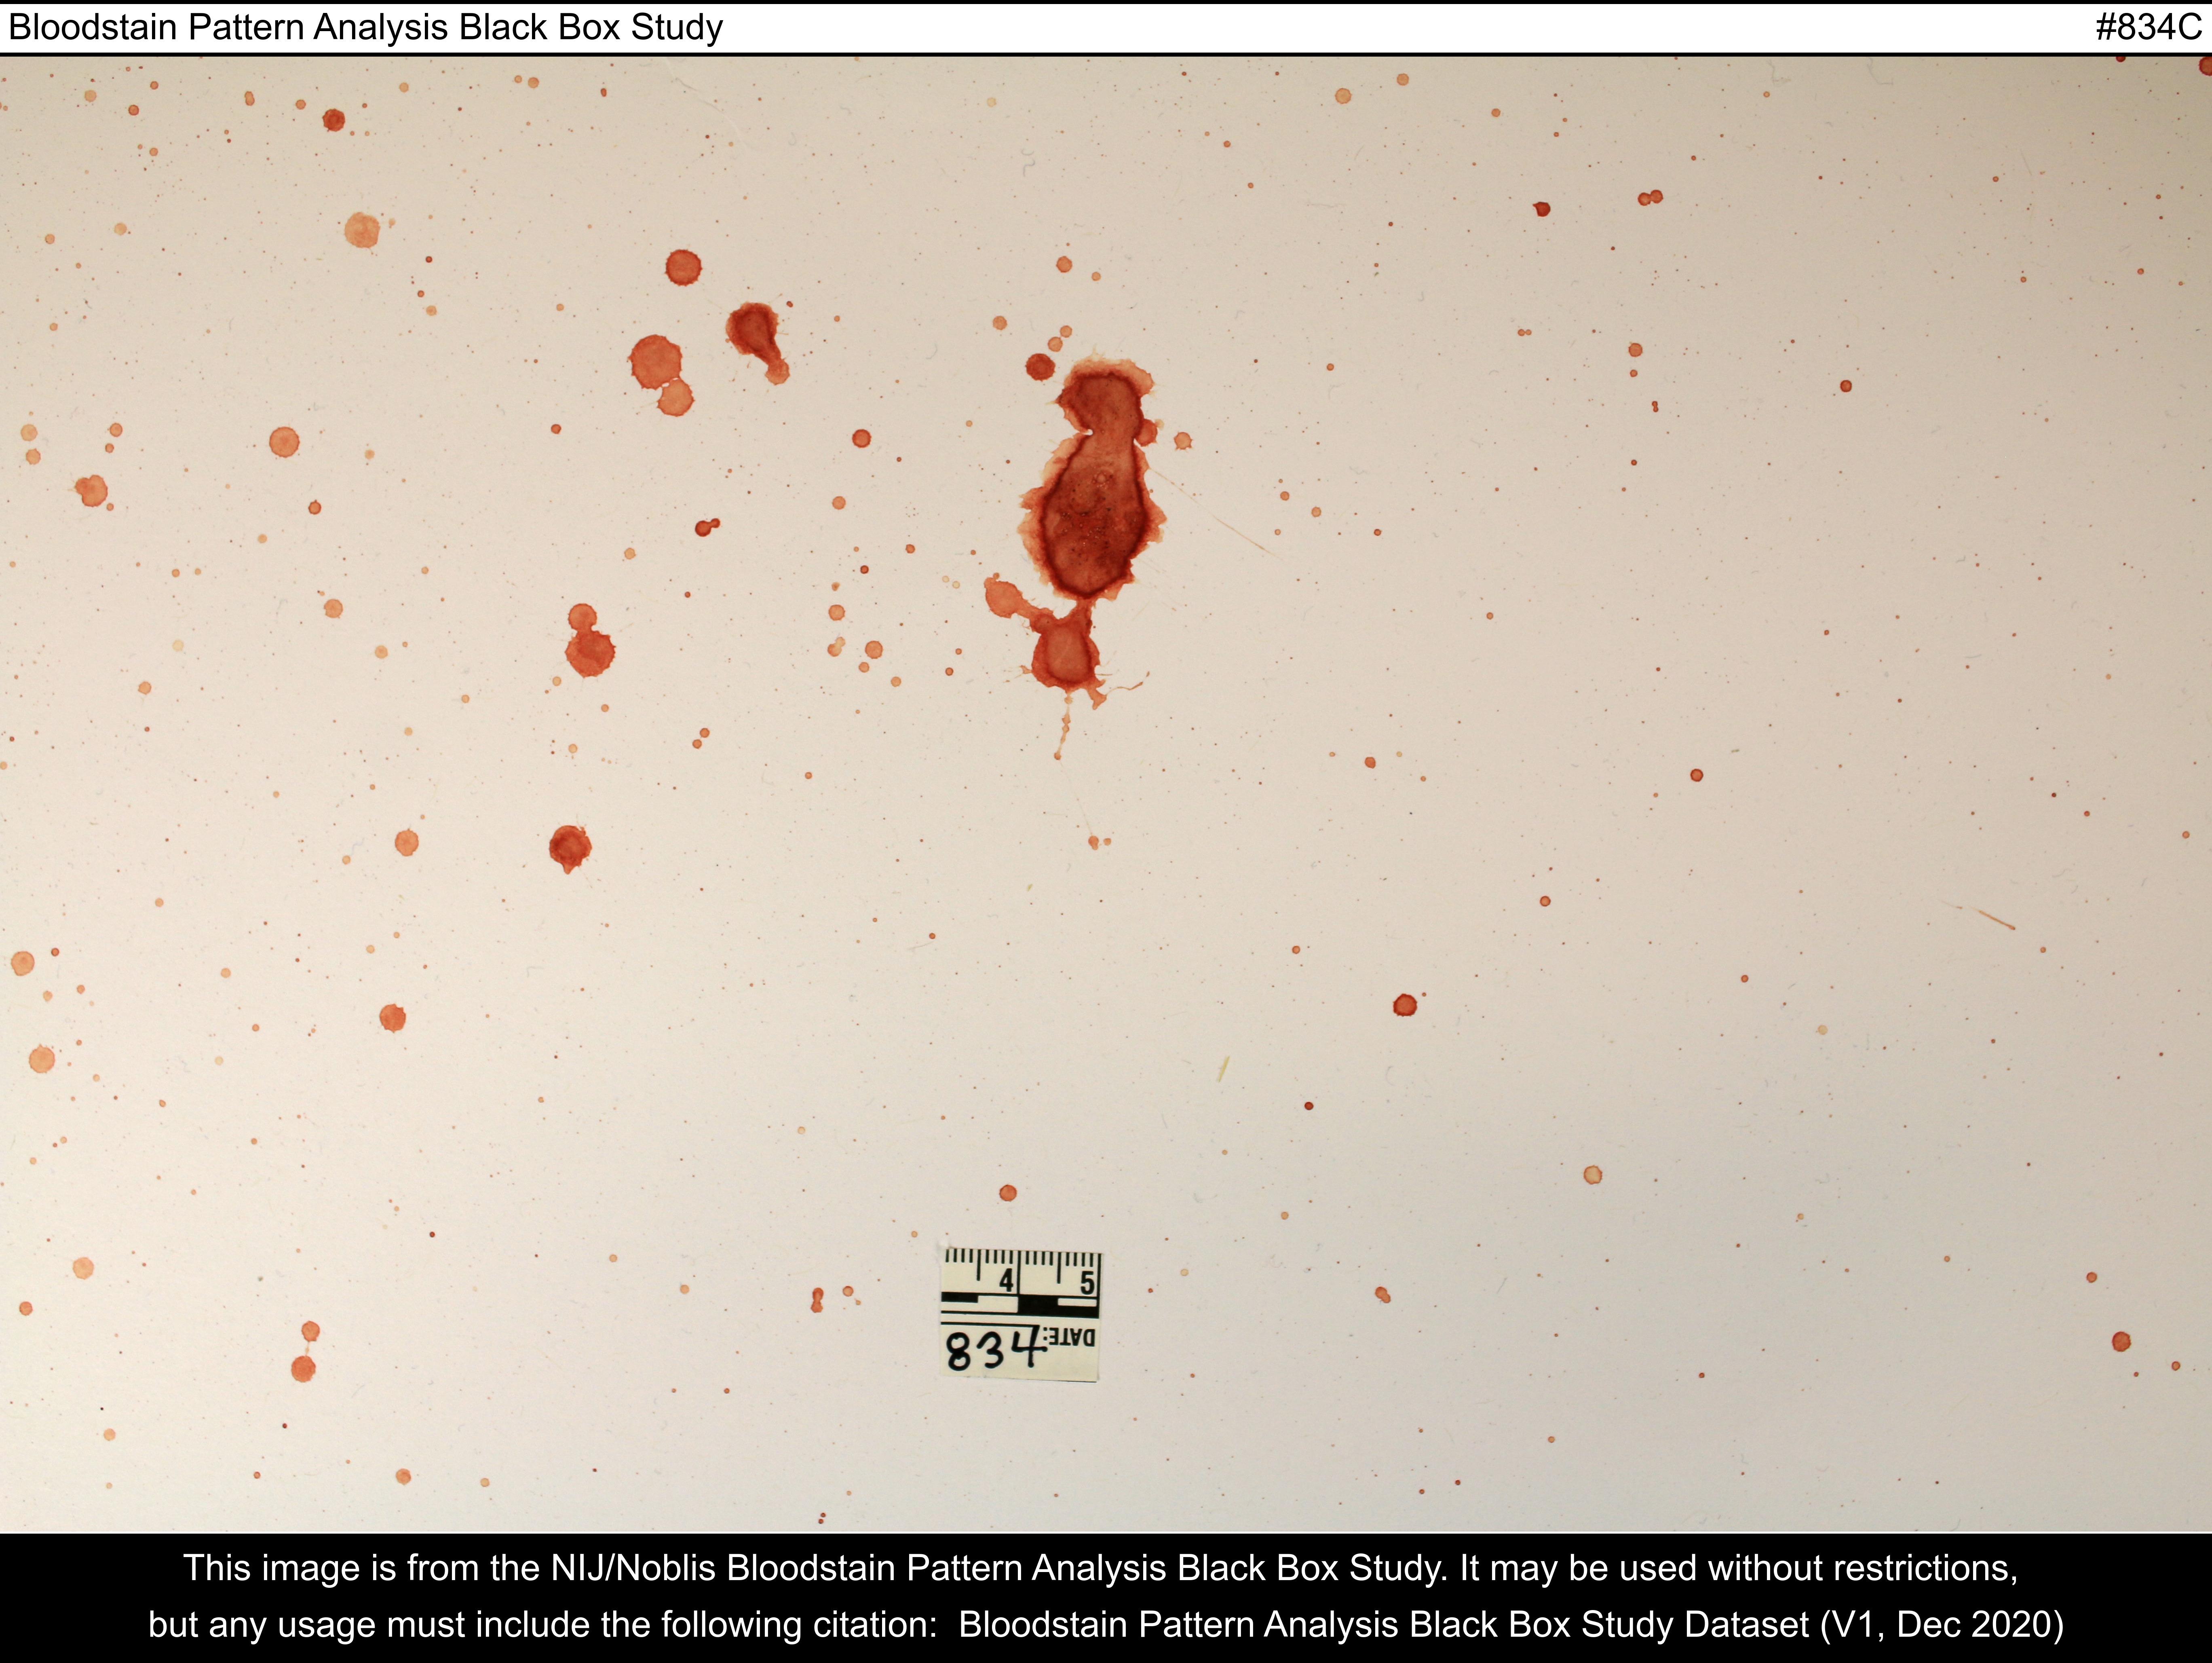 Bloodstain Pattern Analysis Black Box Study #834C
4 5
DATE:
834
This image is from the NIJ/Noblis Bloodstain Pattern Analysis Black Box Study. It may be used without restrictions,
but any usage must include the following citation: Bloodstain Pattern Analysis Black Box Study Dataset (V1, Dec 2020)